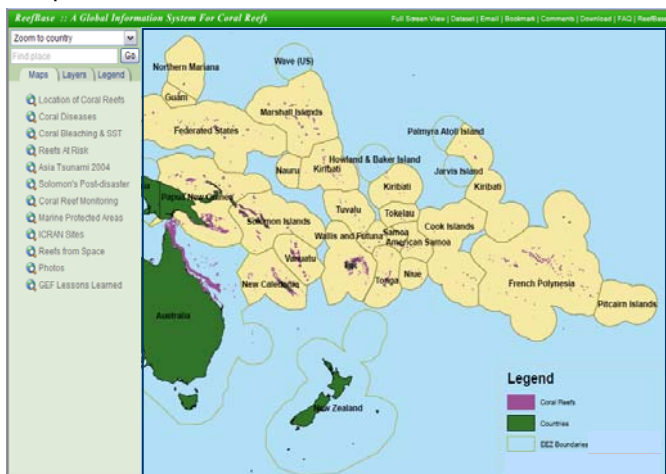 ReefBase :: A Global Information System For Coral Reefs
Full Screen View | Dataset | Email | Bookmark | Comments | Download | FAQ | ReefBase
Zoom to country
Find place
Go
Maps
Layers
Legend
Location of Coral Reefs
Coral Diseases
Coral Bleaching & SST
Reefs At Risk
Asia Tsunami 2004
Solomon's Post-disaster
Coral Reef Monitoring
Marine Protected Areas
ICRAN Sites
Reefs from Space
Photos
GEF Lessons Learned
Northern Mariana
Wave (US)
Guam
Marshall Islands
Federated States
Palmyra Atoll Island
Howland & Baker Island
Nauru
Kiribati
Jarvis Island
Kiribati
Kiribati
Papua New Guinea
Solomon Islands
Tuvalu
Tokelau
Cook Islands
Wallis and Futuna
Samoa
American Samoa
Vanuatu
Fiji
Niue
Tonga
New Caledonia
French Polynesia
Pitcairn Islands
Australia
New Zealand
Legend
Coral Reefs
Countries
EEZ Boundaries